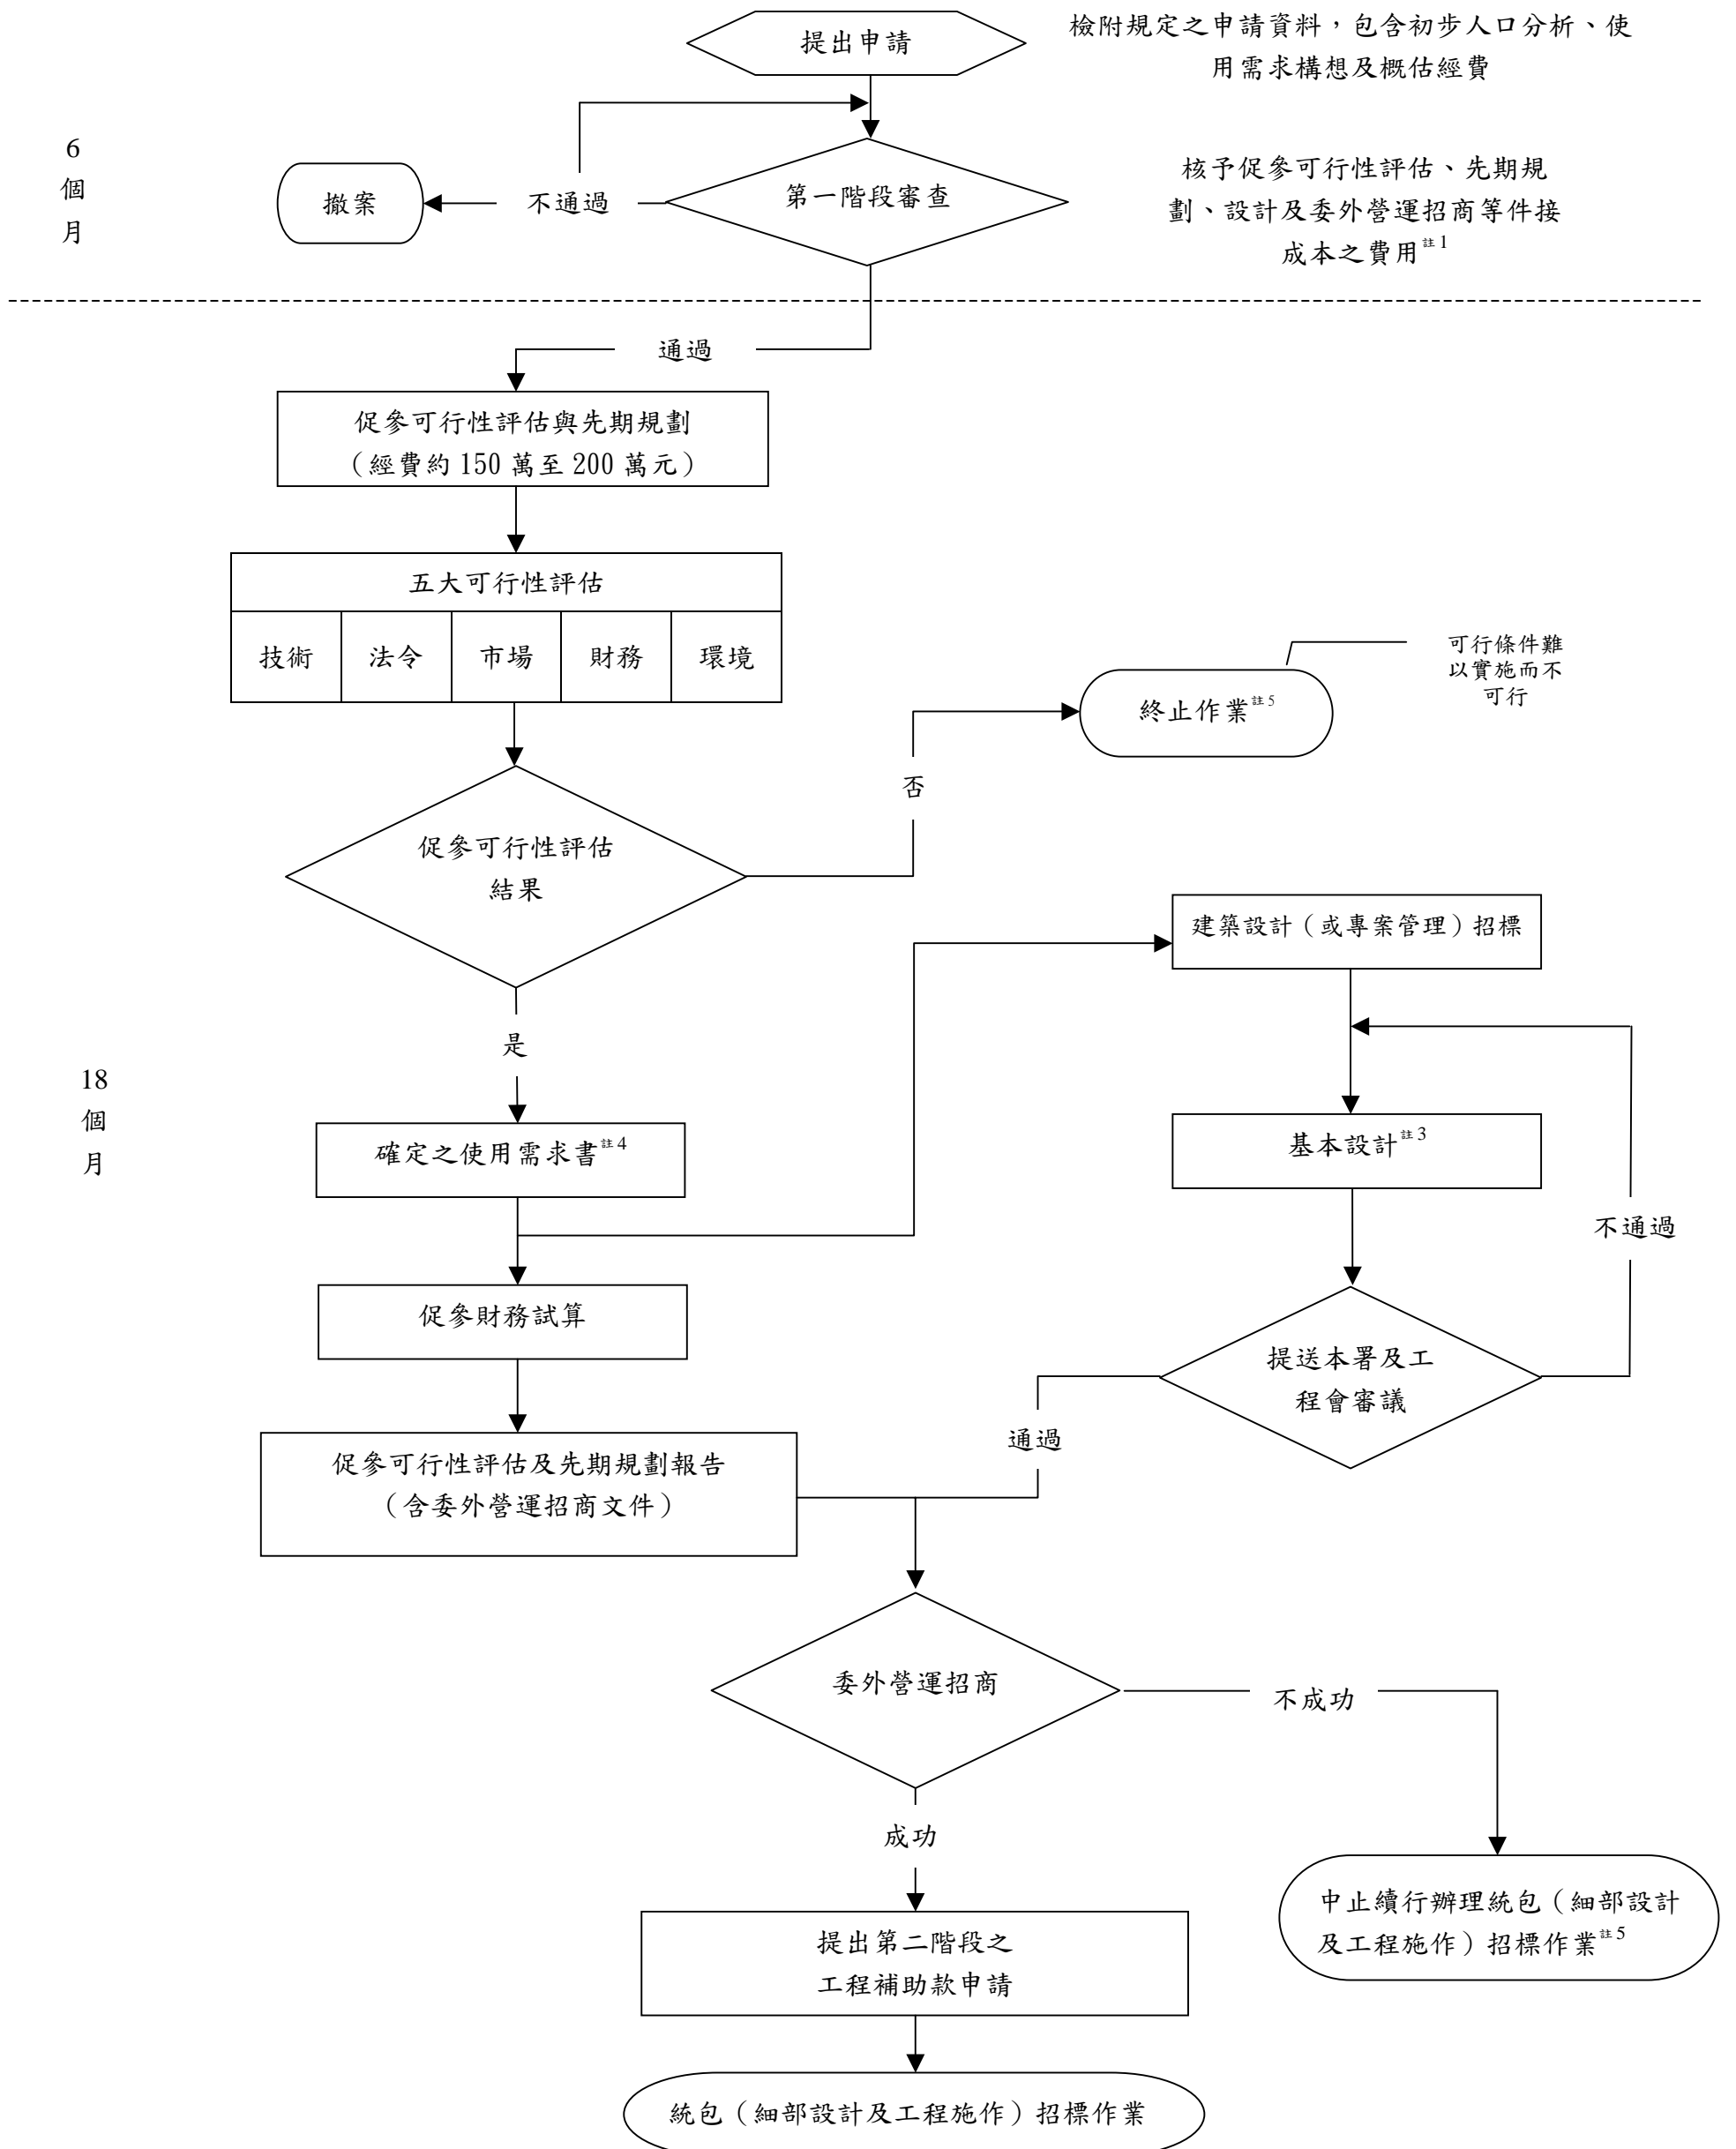 提出申請
檢附規定之申請資料，包含初步人口分析、使
用需求構想及概估經費
6
個
月
撤案
不通過
第一階段審查
核予促參可行性評估、先期規
劃、設計及委外營運招商等件接
成本之費用註1
通過
促參可行性評估與先期規劃
（經費約 150 萬至 200 萬元）
五大可行性評估
技術
法令
市場
財務
環境
可行條件難
以實施而不
可行
終止作業註5
否
促參可行性評估
結果
建築設計（或專案管理）招標
是
18
個
月
確定之使用需求書註4
基本設計註3
不通過
促參財務試算
提送本署及工
程會審議
通過
促參可行性評估及先期規劃報告
（含委外營運招商文件）
委外營運招商
不成功
成功
中止續行辦理統包（細部設計
及工程施作）招標作業註5
提出第二階段之
工程補助款申請
統包（細部設計及工程施作）招標作業